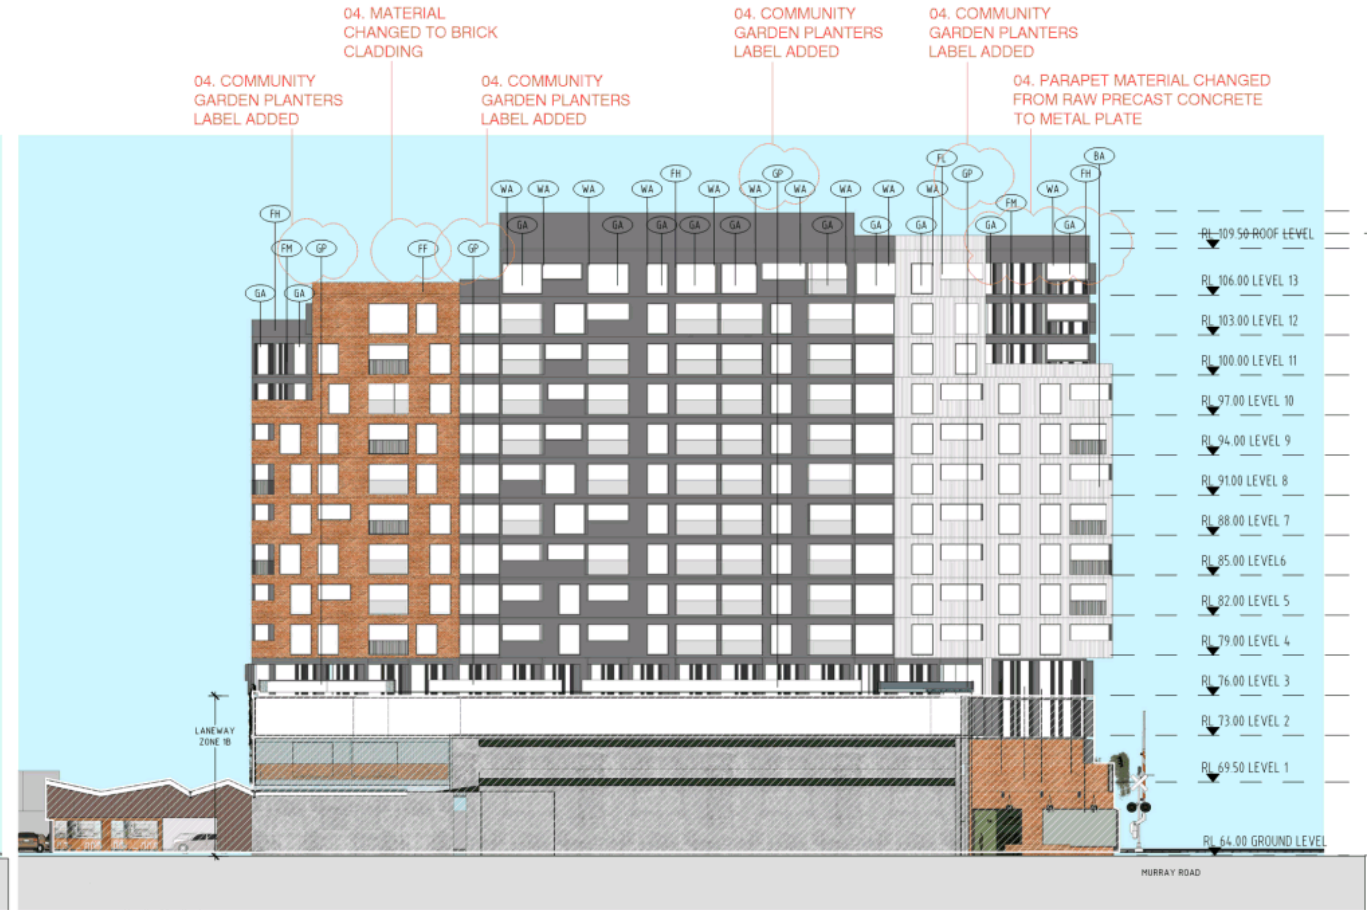 04. MATERIAL
CHANGED TO BRICK
CLADDING
04. COMMUNITY
GARDEN PLANTERS
LABEL ADDED
04. COMMUNITY
GARDEN PLANTERS
LABEL ADDED
04. COMMUNITY
GARDEN PLANTERS
LABEL ADDED
04. COMMUNITY
GARDEN PLANTERS
LABEL ADDED
04. PARAPET MATERIAL CHANGED
FROM RAW PRECAST CONCRETE
TO METAL PLATE
BA
FL
FH GP GP FH
WA WA WA WA WA WA WA WA WA WA WA
FM
FH
GA GA GA GA GA GA GA GA GA GA
FM GP FF GP
GA GA
RL 109.50 ROOF LEVEL
RL 106.00 LEVEL 13
RL 103.00 LEVEL 12
RL 100.00 LEVEL 11
RL 97.00 LEVEL 10
RL 94.00 LEVEL 9
RL 91.00 LEVEL 8
RL 88.00 LEVEL 7
RL 85.00 LEVEL6
RL 82.00 LEVEL 5
RL 79.00 LEVEL 4
RL 76.00 LEVEL 3
RL 73.00 LEVEL 2
RL 69.50 LEVEL 1
RL 64.00 GROUND LEVEL
LANEWAY
ZONE 1B
MURRAY ROAD